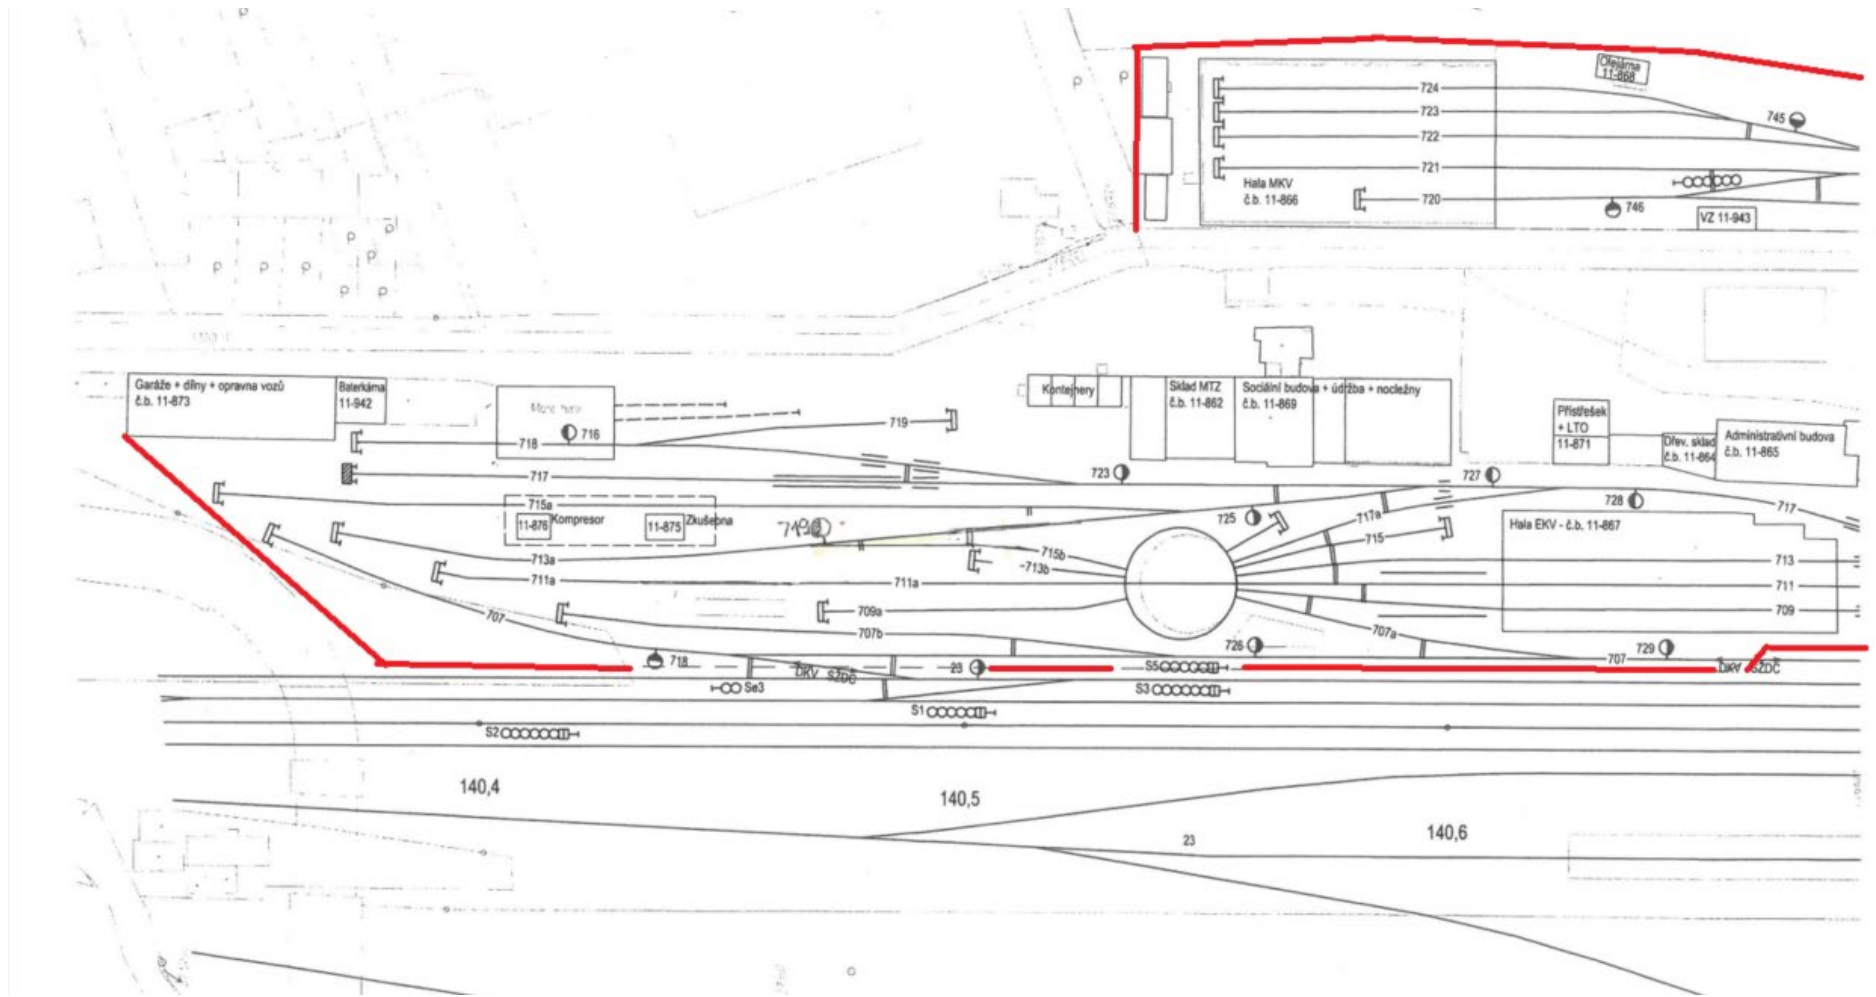 Olejárna
11-868
724
723
745
722
721
Hala MKV
č.b. 11-866
720
746
VZ 11-943
Garáže + dílny + opravna vozů
č.b. 11-873
Baterkárna
11-942
Kontejnery
Sklad MTZ
č.b. 11-862
Sociální budova + údržba + nocležny
č.b. 11-869
Přístřešek
+ LTO
11-871
Dřev. sklad
č.b. 11-864
Administrativní budova
č.b. 11-865
719
716
718
717
723
727
728
717
715a
11-876
Kompresor
11-875
Zkušebna
725
717a
715
Hala EKV - č.b. 11-867
713a
715b
713b
713
711a
711a
711
709a
709
707
707b
707a
726
729
707
718
DKV SŽDČ
23
S5
DKV SŽDČ
Se3
S3
S1
S2
140,4
140,5
140,6
23